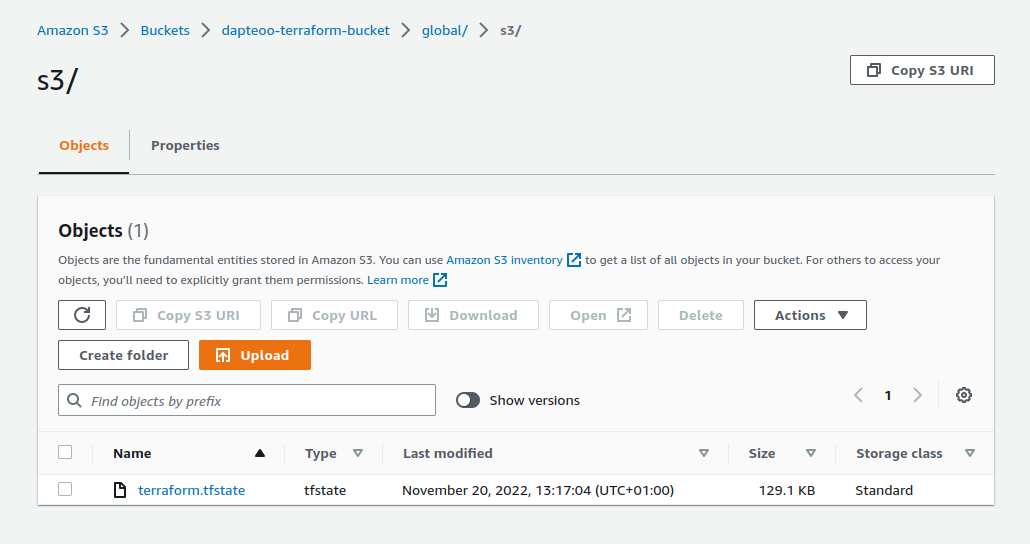 Amazon S3 > Buckets > dapteoo-terraform-bucket > global/ > s3/
s3/
Copy S3 URI
Objects
Properties
Objects (1)
Objects are the fundamental entities stored in Amazon S3. You can use Amazon S3 inventory to get a list of all objects in your bucket. For others to access your
objects, you'll need to explicitly grant them permissions. Learn more
Copy S3 URI Copy URL Download Open Delete Actions
Create folder Upload
Find objects by prefix Show versions 1
Name Type Last modified Size Storage class
terraform.tfstate tfstate November 20, 2022, 13:17:04 (UTC+01:00) 129.1 KB Standard